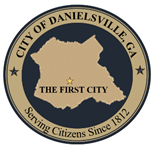 CITY OF DANIELSVILLE, GA
THE FIRST CITY
Serving Citizens Since 1812